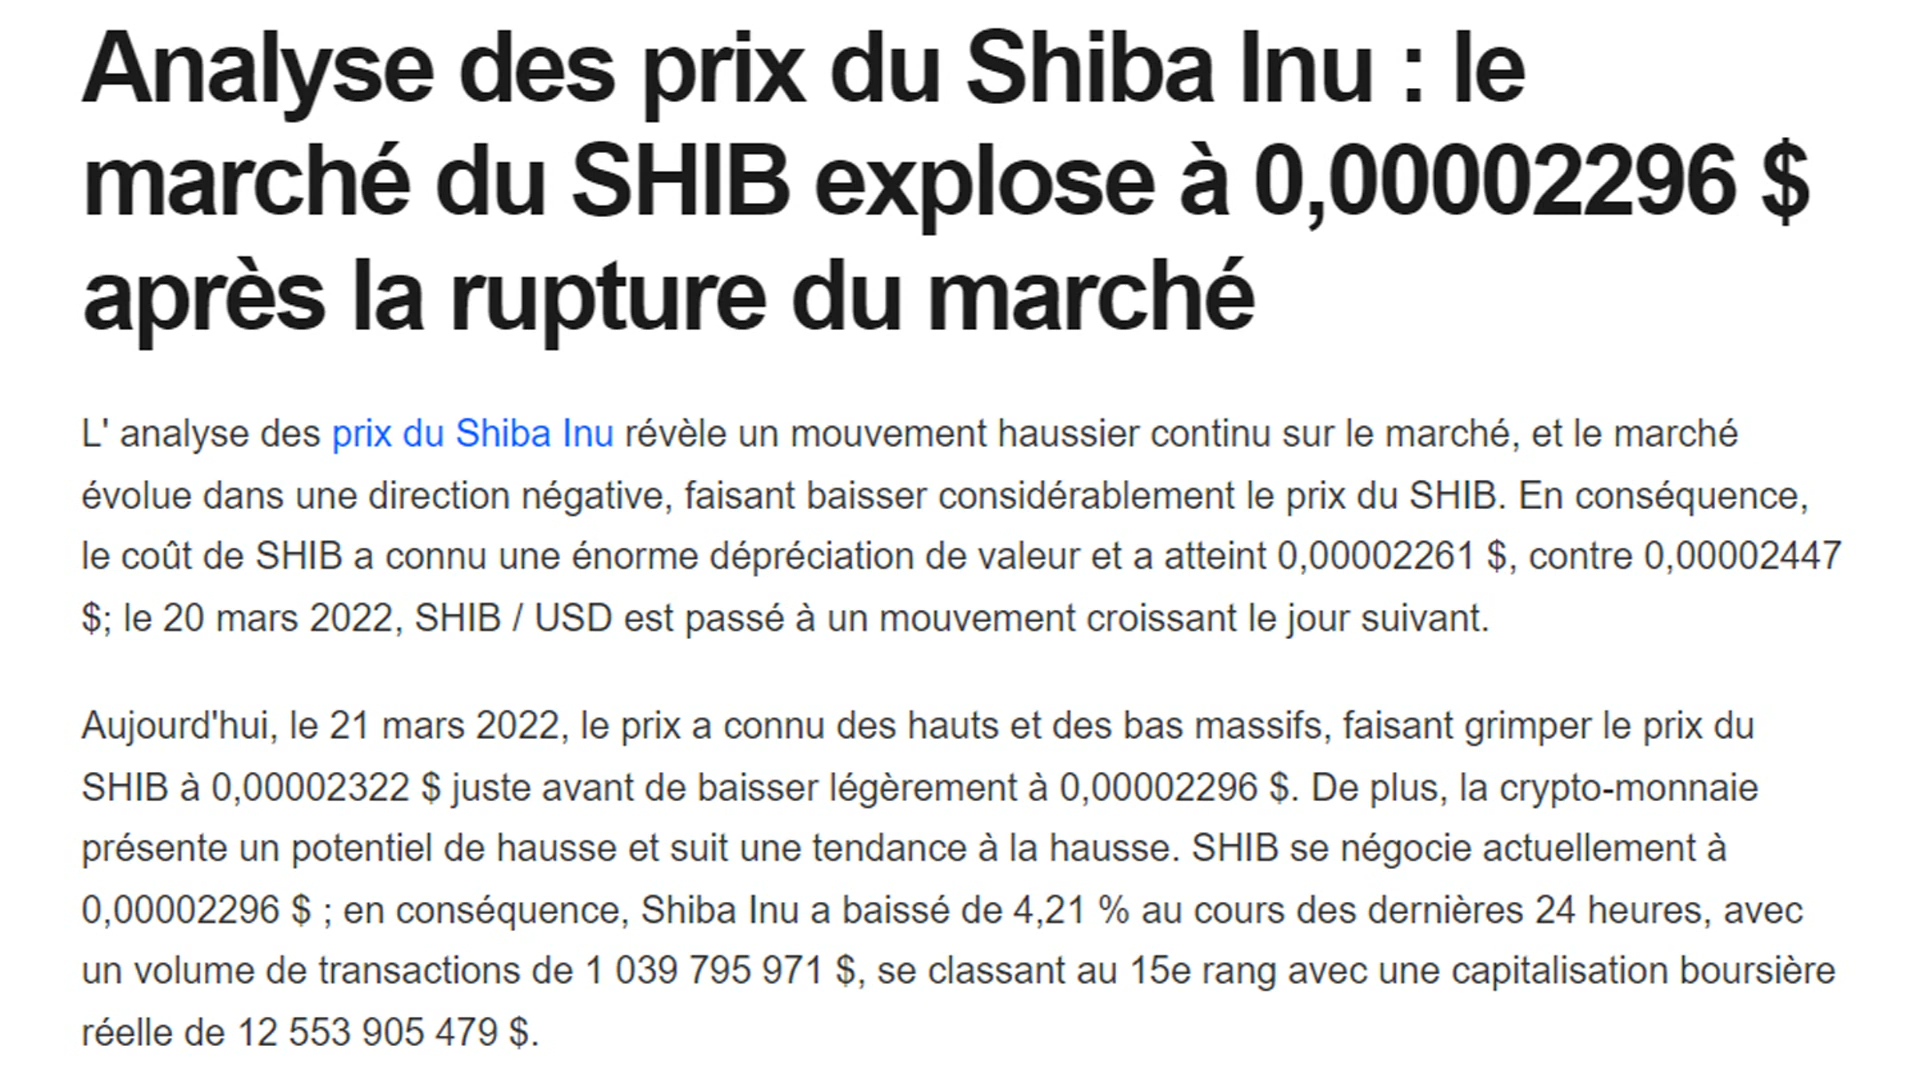 Analyse des prix du Shiba Inu : le
marché du SHIB explose à 0,00002296 $
après la rupture du marché
L' analyse des prix du Shiba Inu révèle un mouvement haussier continu sur le marché, et le marché
évolue dans une direction négative, faisant baisser considérablement le prix du SHIB. En conséquence,
le coût de SHIB a connu une énorme dépréciation de valeur et a atteint 0,00002261 $, contre 0,00002447
$; le 20 mars 2022, SHIB / USD est passé à un mouvement croissant le jour suivant.
Aujourd'hui, le 21 mars 2022, le prix a connu des hauts et des bas massifs, faisant grimper le prix du
SHIB à 0,00002322 $ juste avant de baisser légèrement à 0,00002296 $. De plus, la crypto-monnaie
présente un potentiel de hausse et suit une tendance à la hausse. SHIB se négocie actuellement à
0,00002296 $ ; en conséquence, Shiba Inu a baissé de 4,21 % au cours des dernières 24 heures, avec
un volume de transactions de 1 039 795 971 $, se classant au 15e rang avec une capitalisation boursière
réelle de 12 553 905 479 $.